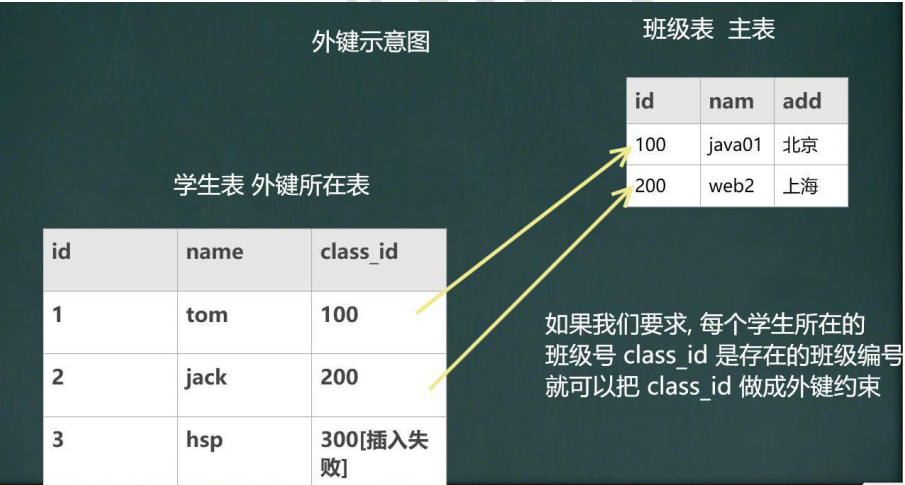 外键示意图
班级表 主表
id nam add
100 java01 北京
200 web2 上海
学生表 外键所在表
id name class_id
1 tom 100
2 jack 200
3 hsp 300[插入失
败]
如果我们要求, 每个学生所在的
班级号 class_id 是存在的班级编号
就可以把 class_id 做成外键约束